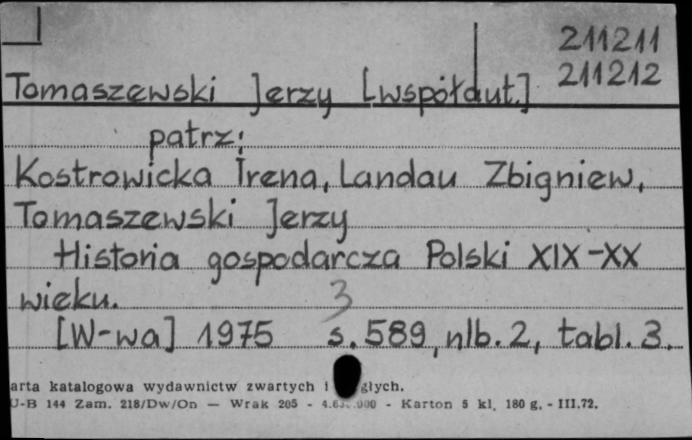 211211
Tomaszewski Jerzy [współaut.] 211212
patrz:
Kostrowicka Irena, Landau Zbigniew,
Tomaszewski Jerzy
Historia gospodarcza Polski XIX-XX
wieku. 3
[W-wa] 1975 s. 589, nlb. 2, tabl. 3.
arta katalogowa wydawnictw zwartych i głych.
U-B 144 Zam. 218/Dw/On — Wrak 205 - - Karton 5 kl. 180 g. - III.72.